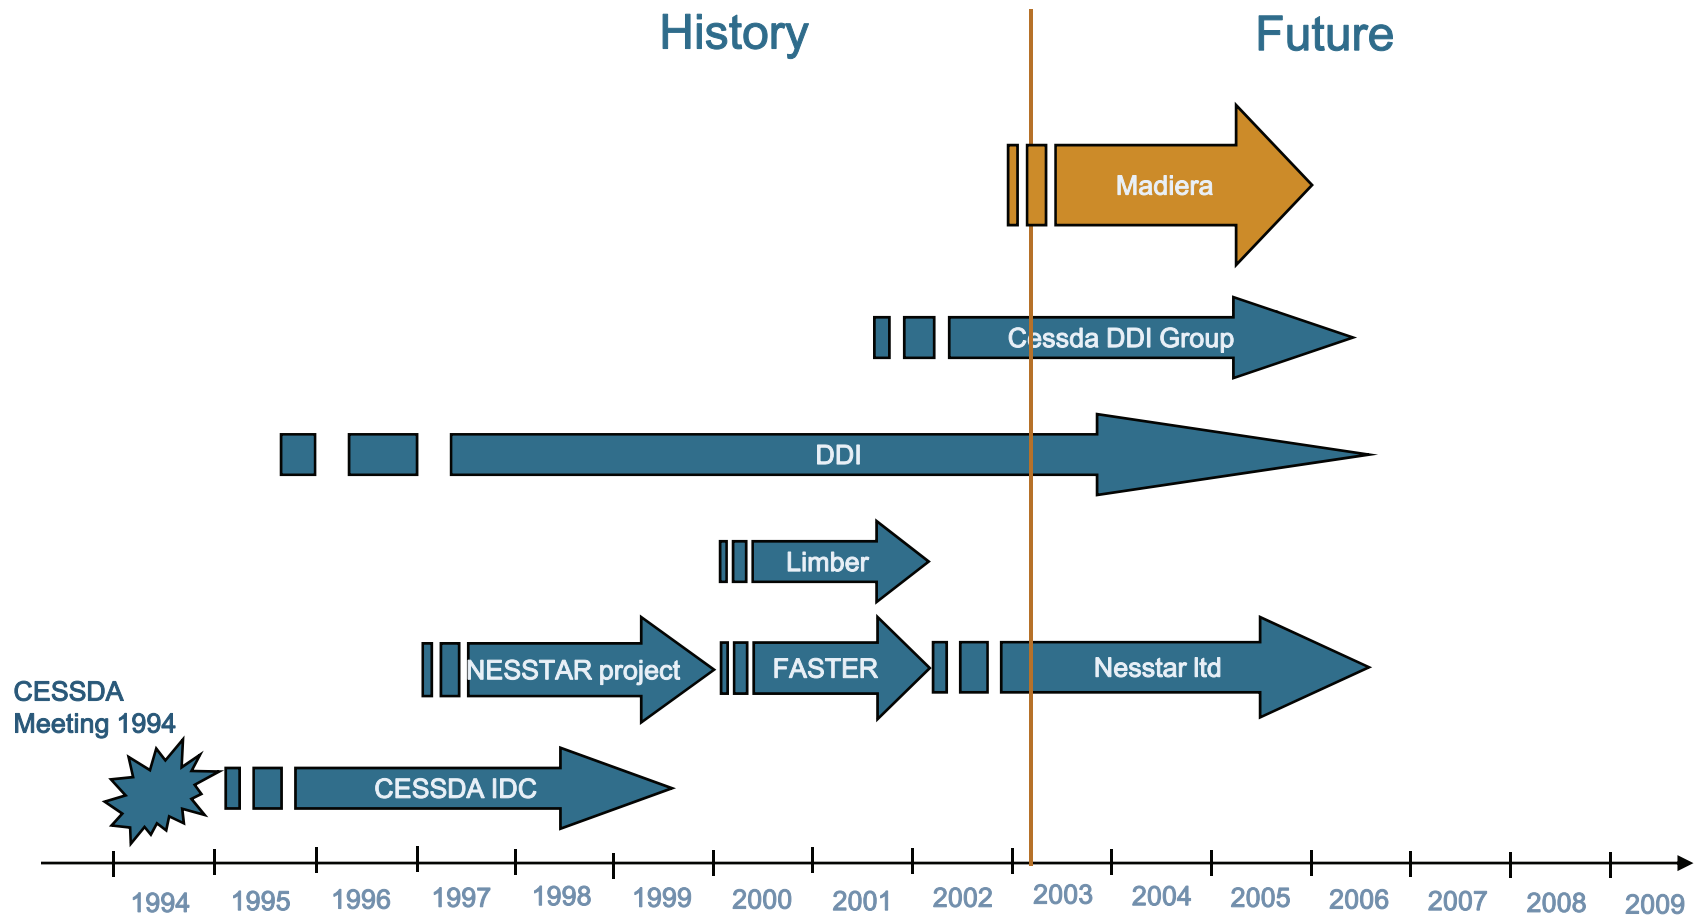 History
Future
Madiera
Cessda DDI Group
DDI
Limber
NESSTAR project
FASTER
Nesstar ltd
CESSDA
Meeting 1994
CESSDA IDC
1994
1995
1996
1997
1998
1999
2000
2001
2002
2003
2004
2005
2006
2007
2008
2009